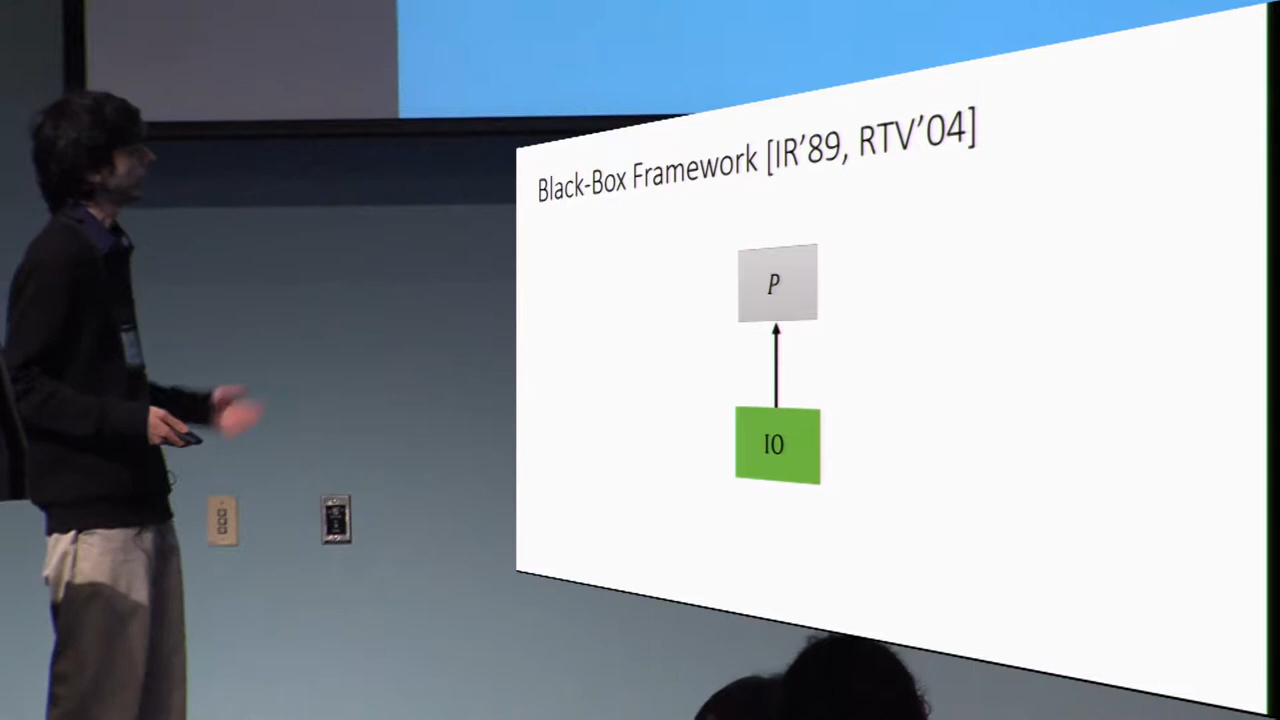 Black-Box Framework [IR’89, RTV’04]
P
IO